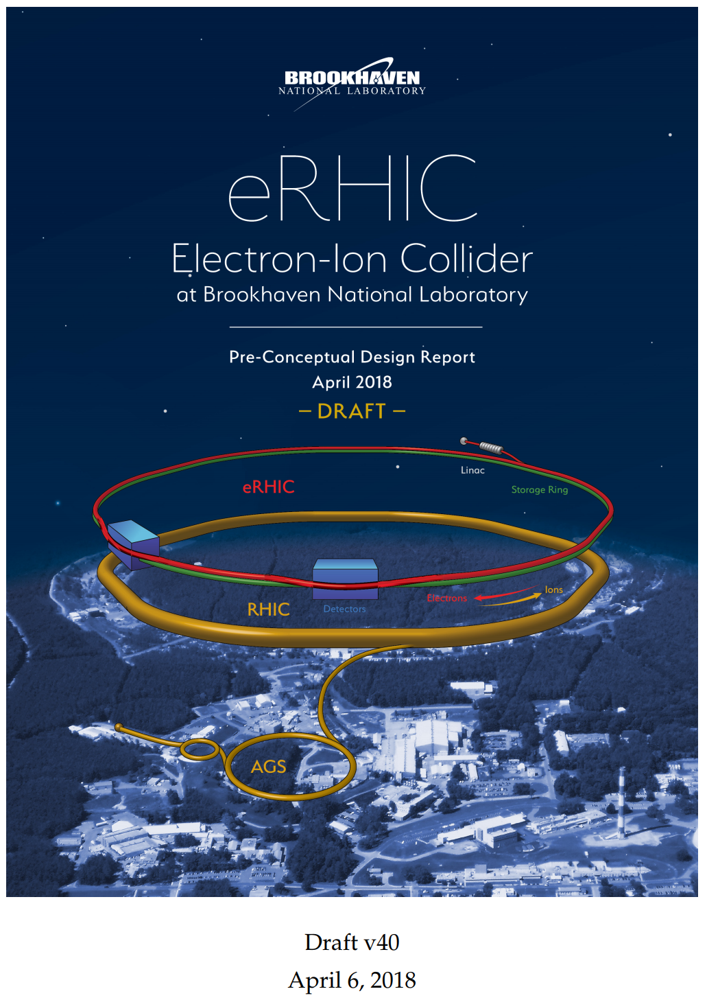 BROOKHAVEN
NATIONAL LABORATORY
eRHIC
Electron-Ion Collider
at Brookhaven National Laboratory
Pre-Conceptual Design Report
April 2018
– DRAFT –
Linac
eRHIC
Storage Ring
Ions
Electrons
RHIC
Detectors
AGS
Draft v40
April 6, 2018